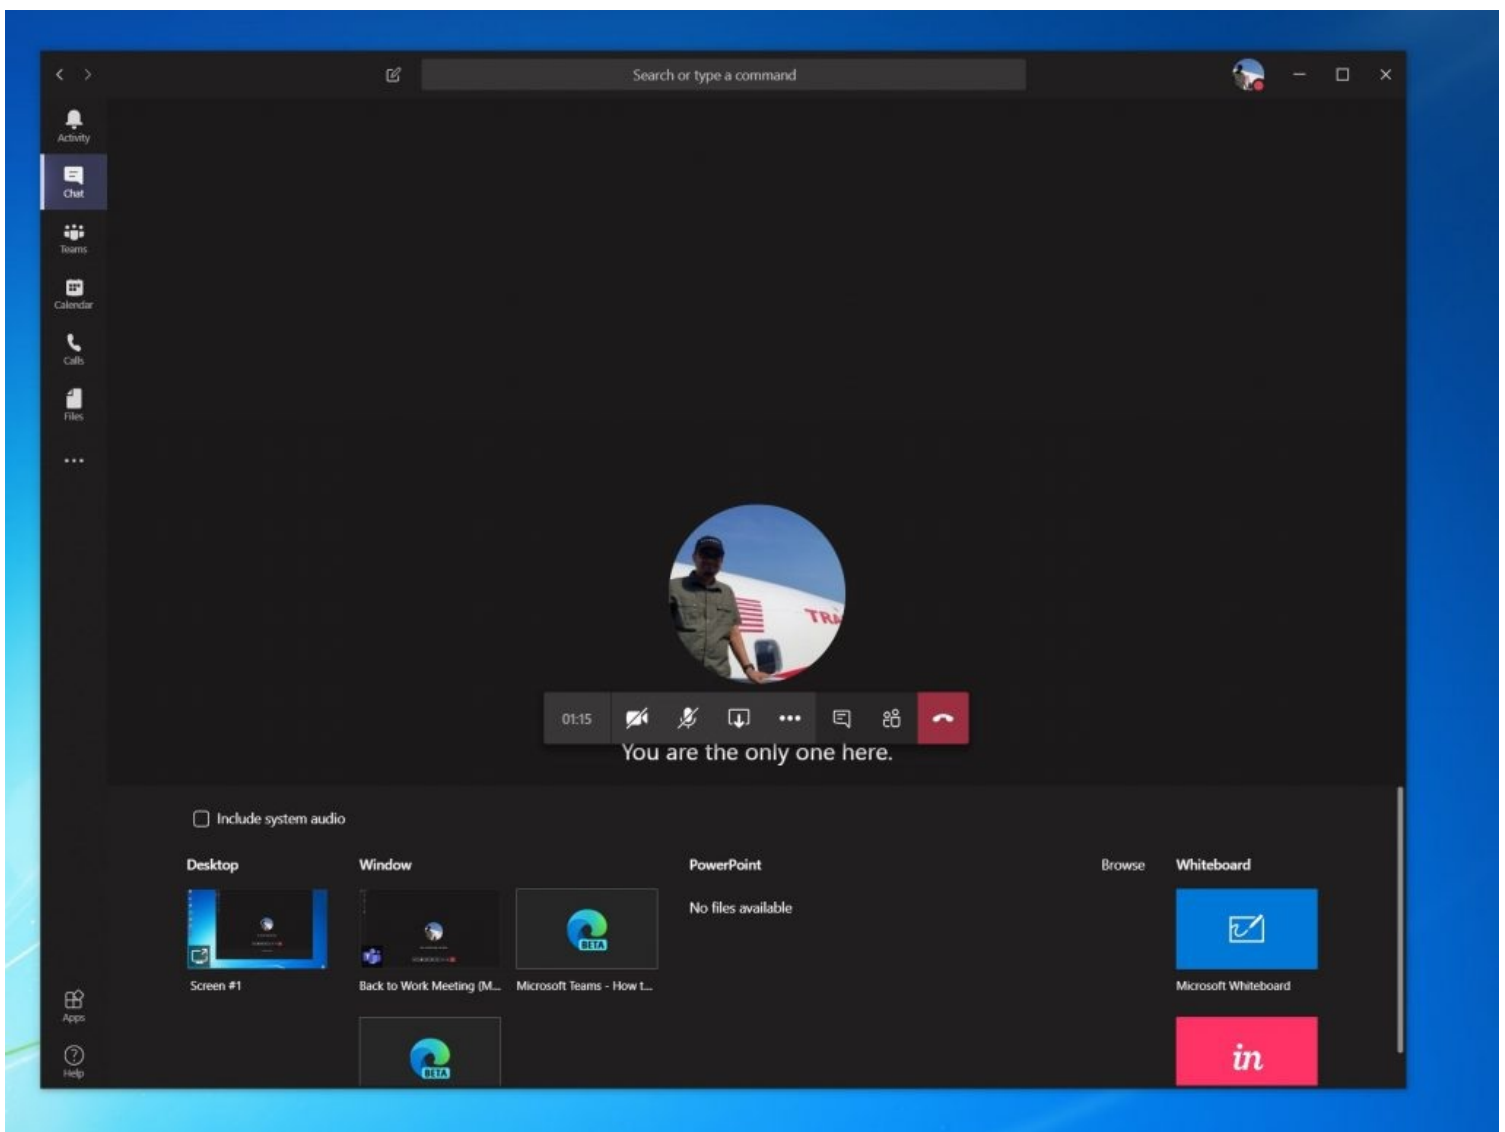 Search or type a command
Activity
Chat
Teams
Calendar
Calls
Files
TRA
01:15
You are the only one here.
Include system audio
Desktop
Window
PowerPoint
Browse
Whiteboard
No files available
BETA
Screen #1
Back to Work Meeting (M...
Microsoft Teams - How t...
Microsoft Whiteboard
Apps
BETA
in
Help